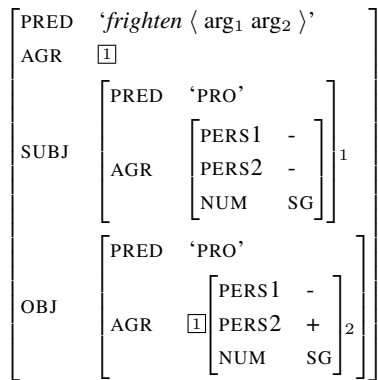 PRED ‘frighten ⟨ arg₁ arg₂ ⟩’
AGR 1
PRED ‘PRO’
PERS1 -
SUBJ AGR PERS2 - 1
NUM SG
PRED ‘PRO’
PERS1 -
OBJ AGR 1 PERS2 + 2
NUM SG